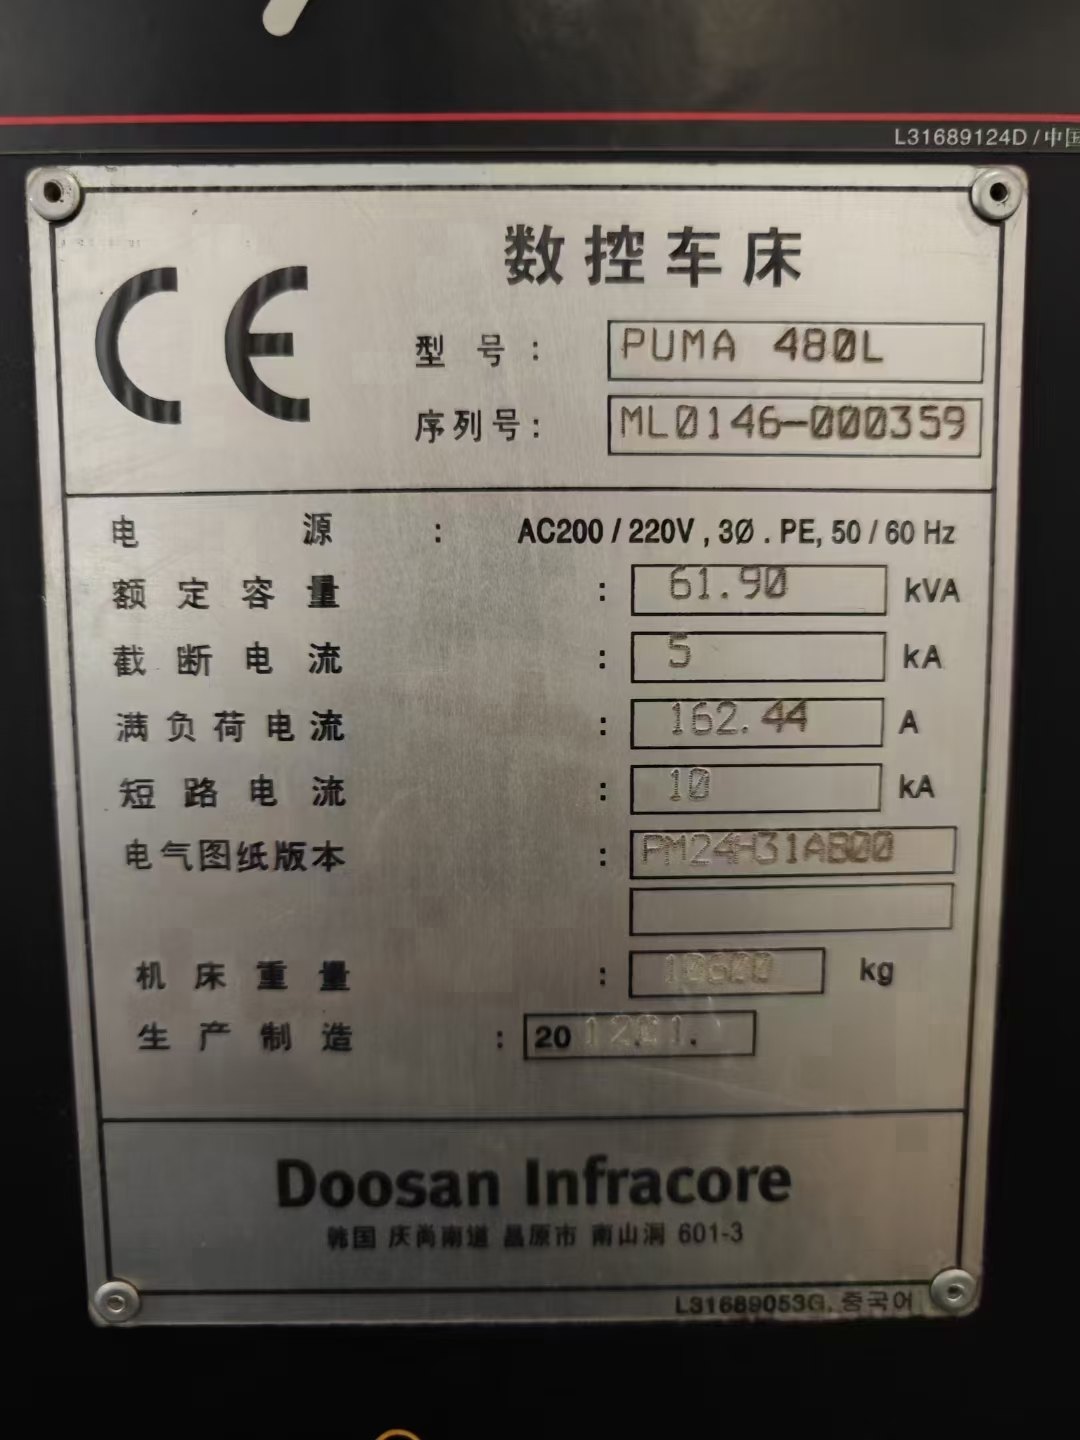 L31689124D / 中国
CE
数控车床
型号: PUMA 480L
序列号: ML0146-000359
电源 : AC200 / 220V , 3Ø . PE, 50 / 60 Hz
额定容量 : 61.90 kVA
截断电流 : 5 kA
满负荷电流 : 162.44 A
短路电流 : 10 kA
电气图纸版本 : PM24H31AB00
机床重量 : 10600 kg
生产制造 : 2012.01.
Doosan Infracore
韩国 庆尚南道 昌原市 南山洞 601-3
L31689053G, 중국어